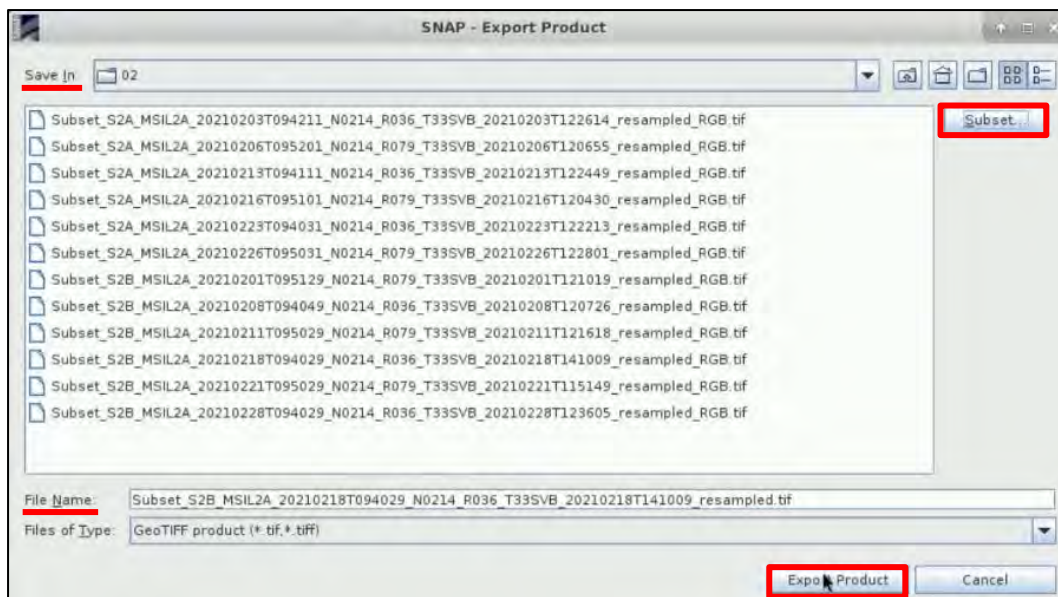 SNAP - Export Product
Save In: 02
Subset_S2A_MSIL2A_20210203T094211_N0214_R036_T33SVB_20210203T122614_resampled_RGB.tif
Subset...
Subset_S2A_MSIL2A_20210206T095201_N0214_R079_T33SVB_20210206T120655_resampled_RGB.tif
Subset_S2A_MSIL2A_20210213T094111_N0214_R036_T33SVB_20210213T122449_resampled_RGB.tif
Subset_S2A_MSIL2A_20210216T095101_N0214_R079_T33SVB_20210216T120430_resampled_RGB.tif
Subset_S2A_MSIL2A_20210223T094031_N0214_R036_T33SVB_20210223T122213_resampled_RGB.tif
Subset_S2A_MSIL2A_20210226T095031_N0214_R079_T33SVB_20210226T122801_resampled_RGB.tif
Subset_S2B_MSIL2A_20210201T095129_N0214_R079_T33SVB_20210201T121019_resampled_RGB.tif
Subset_S2B_MSIL2A_20210208T094049_N0214_R036_T33SVB_20210208T120726_resampled_RGB.tif
Subset_S2B_MSIL2A_20210211T095029_N0214_R079_T33SVB_20210211T121618_resampled_RGB.tif
Subset_S2B_MSIL2A_20210218T094029_N0214_R036_T33SVB_20210218T141009_resampled_RGB.tif
Subset_S2B_MSIL2A_20210221T095029_N0214_R079_T33SVB_20210221T115149_resampled_RGB.tif
Subset_S2B_MSIL2A_20210228T094029_N0214_R036_T33SVB_20210228T123605_resampled_RGB.tif
File Name: Subset_S2B_MSIL2A_20210218T094029_N0214_R036_T33SVB_20210218T141009_resampled.tif
Files of Type: GeoTIFF product (*.tif,*.tiff)
Export Product Cancel